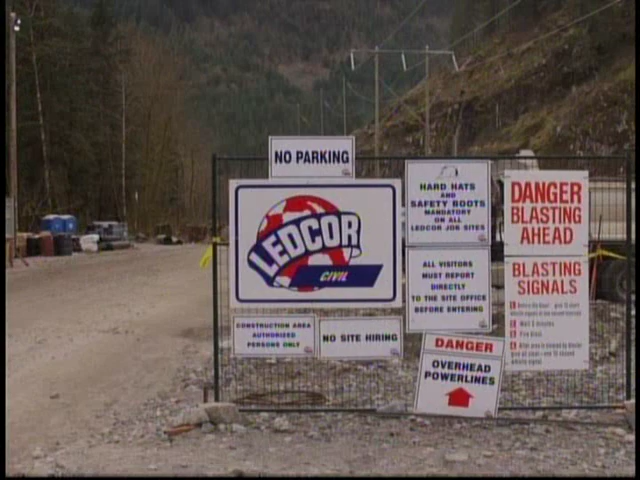 NO PARKING
LEDCOR
CIVIL
CONSTRUCTION AREA
AUTHORIZED
PERSONS ONLY
NO SITE HIRING
HARD HATS
AND
SAFETY BOOTS
MANDATORY
ON ALL
LEDCOR JOB SITES
ALL VISITORS
MUST REPORT
DIRECTLY
TO THE SITE OFFICE
BEFORE ENTERING
DANGER
OVERHEAD
POWERLINES
DANGER
BLASTING
AHEAD
BLASTING
SIGNALS